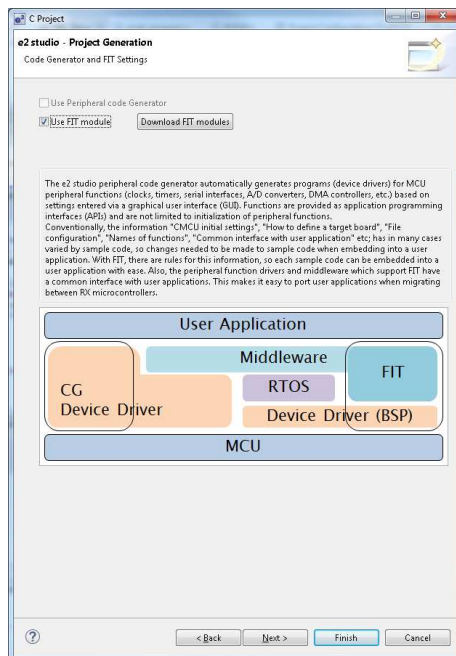 C Project
e2 studio - Project Generation
Code Generator and FIT Settings
Use Peripheral code Generator
Use FIT module
Download FIT modules
The e2 studio peripheral code generator automatically generates programs (device drivers) for MCU
peripheral functions (clocks, timers, serial interfaces, A/D converters, DMA controllers, etc.) based on
settings entered via a graphical user interface (GUI). Functions are provided as application programming
interfaces (APIs) and are not limited to initialization of peripheral functions.
Conventionally, the information "CMCU initial settings", "How to define a target board", "File
configuration", "Names of functions", "Common interface with user application" etc; has in many cases
varied by sample code, so changes needed to be made to sample code when embedding into a user
application. With FIT, there are rules for this information, so each sample code can be embedded into a
user application with ease. Also, the peripheral function drivers and middleware which support FIT have
a common interface with user applications. This makes it easy to port user applications when migrating
between RX microcontrollers.
User Application
Middleware
FIT
CG
RTOS
Device Driver
Device Driver (BSP)
MCU
?
< Back
Next >
Finish
Cancel